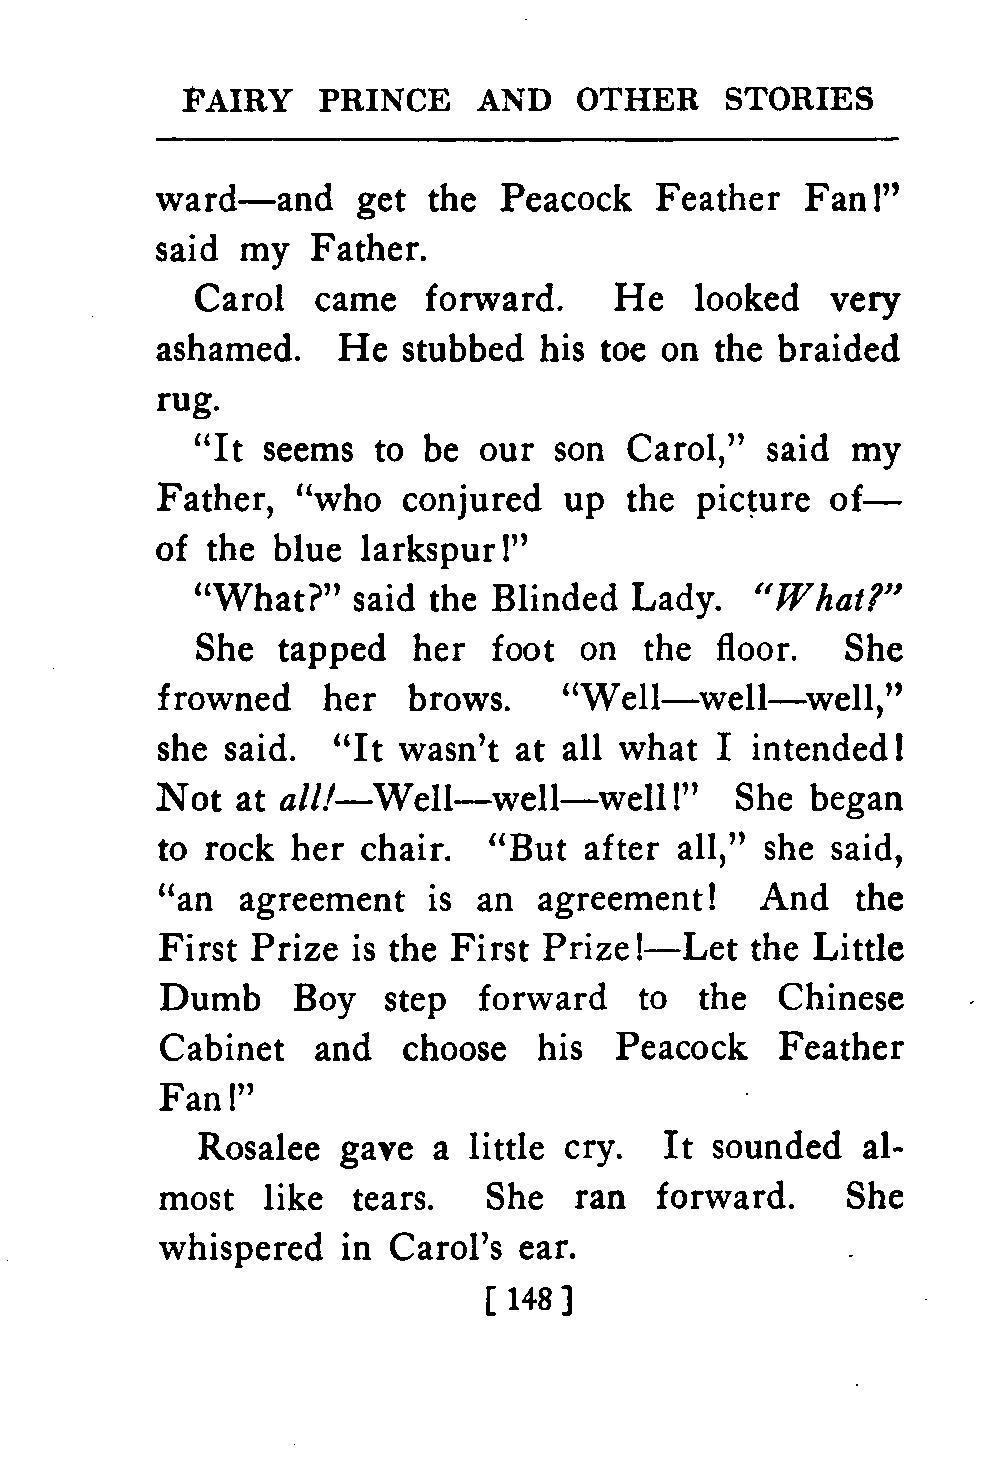 FAIRY PRINCE AND OTHER STORIES
ward—and get the Peacock Feather Fan!”
said my Father.
Carol came forward. He looked very
ashamed. He stubbed his toe on the braided
rug.
“It seems to be our son Carol,” said my
Father, “who conjured up the picture of—
of the blue larkspur!”
“What?” said the Blinded Lady. “What?”
She tapped her foot on the floor. She
frowned her brows. “Well—well—well,”
she said. “It wasn’t at all what I intended!
Not at all!—Well—well—well!” She began
to rock her chair. “But after all,” she said,
“an agreement is an agreement! And the
First Prize is the First Prize!—Let the Little
Dumb Boy step forward to the Chinese
Cabinet and choose his Peacock Feather
Fan!”
Rosalee gave a little cry. It sounded al-
most like tears. She ran forward. She
whispered in Carol’s ear.
[ 148 ]